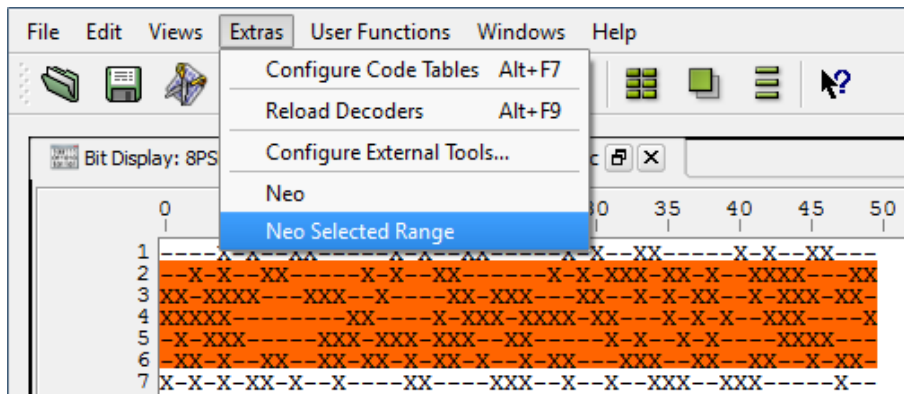 File Edit Views Extras User Functions Windows Help
Configure Code Tables Alt+F7
Reload Decoders Alt+F9
Configure External Tools...
Neo
Neo Selected Range
Bit Display: 8PS
0 35 40 45 50
1
2 --X-X--XX-----X-X--XX------X-X--XXX-XX-X--XXXX---XX
3 XX-XXXX---XXX--X----XX-XXX---XX--X-X-XX--X-XXX-XX-
4 XXXXX--------XX----X-XXX-XXXX-XX---X-X-X--XXX----X
5 -X-XXX-----XXX-XXX-XX---XX-----X-XX--X-X----XXXX---
6 -XX-X--XX--XX-XX-X-XX-X--X-XX---XXX--XX--XX--X-XX-
7 X-X-X-XX-X--X----XX----XXX--X--X--XXX--XXX-----X--